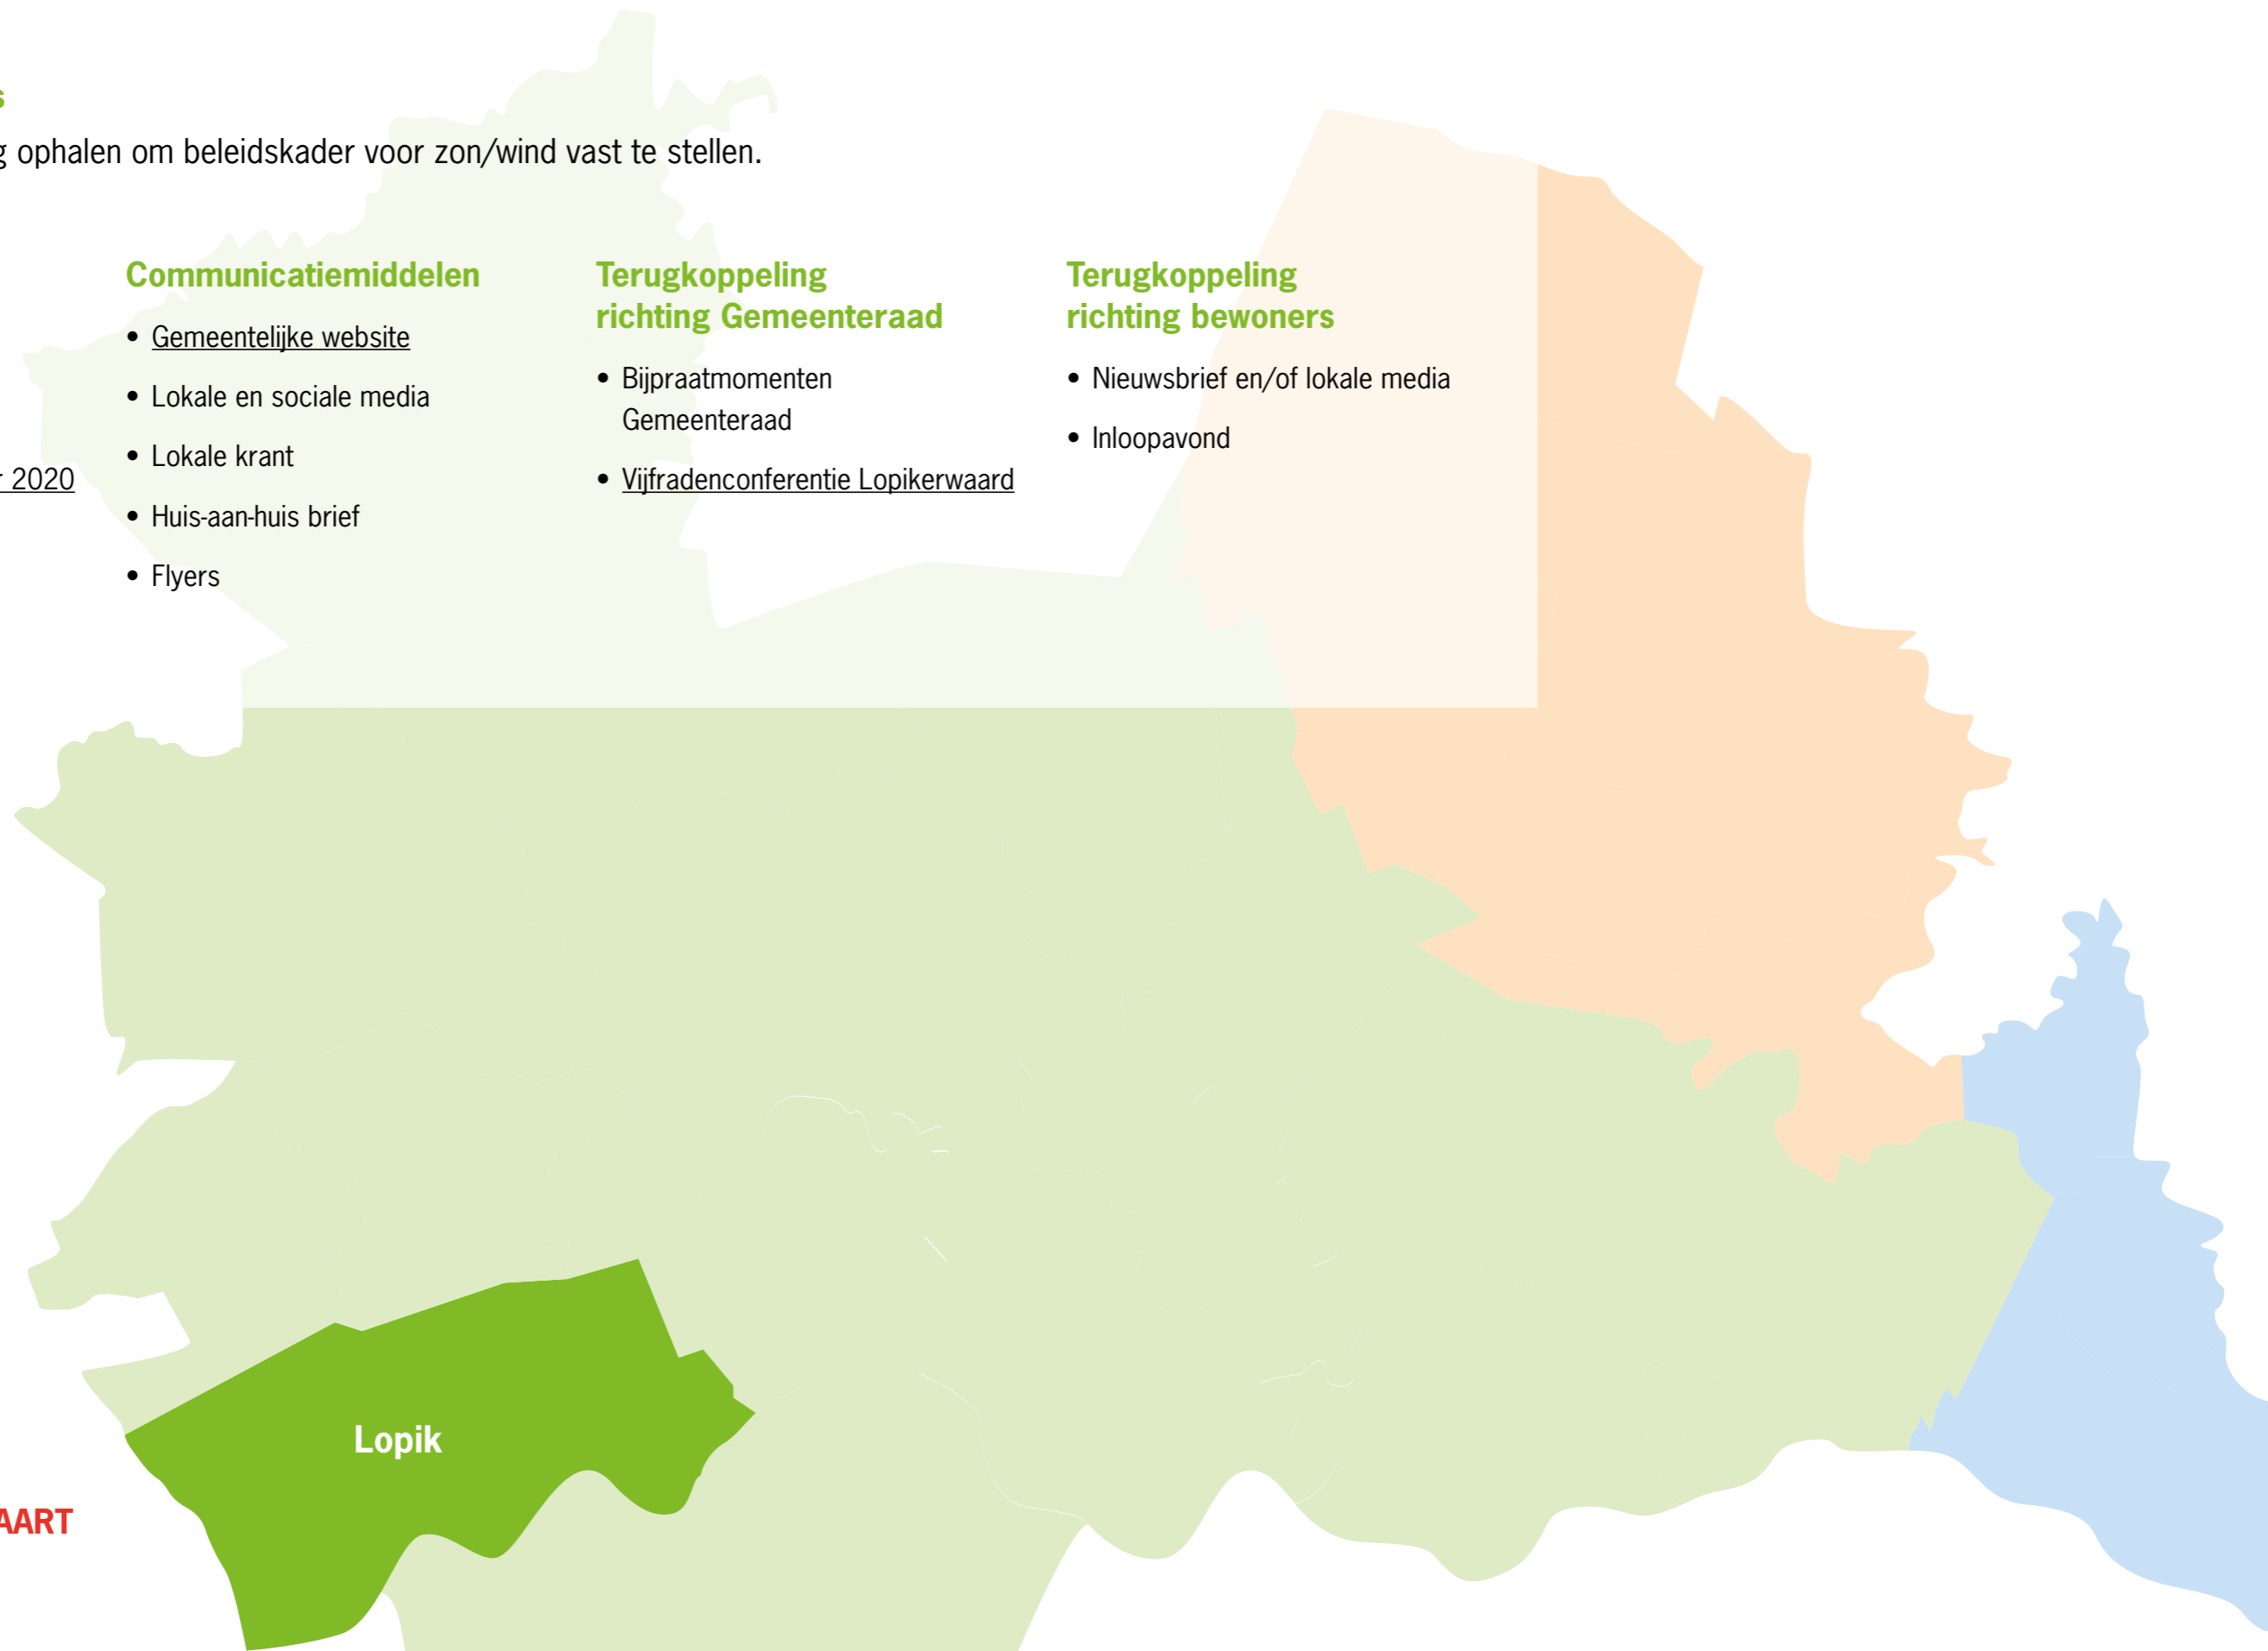 s
g ophalen om beleidskader voor zon/wind vast te stellen.
r 2020
Communicatiemiddelen
• Gemeentelijke website
• Lokale en sociale media
• Lokale krant
• Huis-aan-huis brief
• Flyers
Terugkoppeling
richting Gemeenteraad
• Bijpraatmomenten
Gemeenteraad
• Vijfradenconferentie Lopikerwaard
Terugkoppeling
richting bewoners
• Nieuwsbrief en/of lokale media
• Inloopavond
Lopik
AART